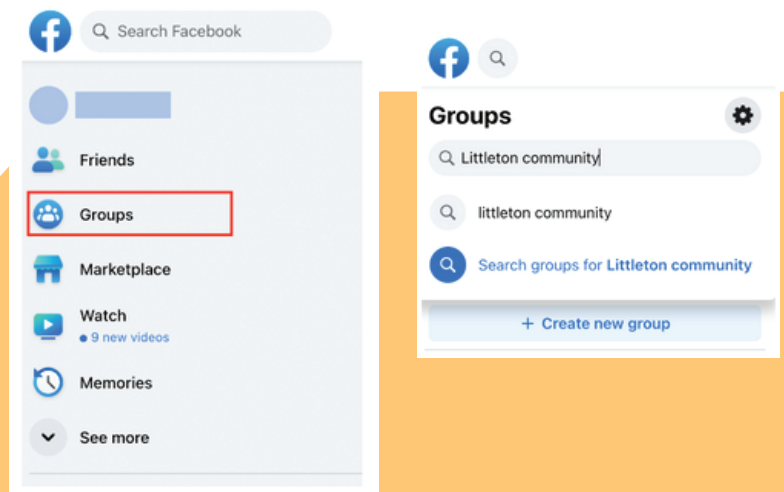 Search Facebook
Friends
Groups
Marketplace
Watch
9 new videos
Memories
See more
Groups
Littleton community
littleton community
Search groups for Littleton community
+ Create new group